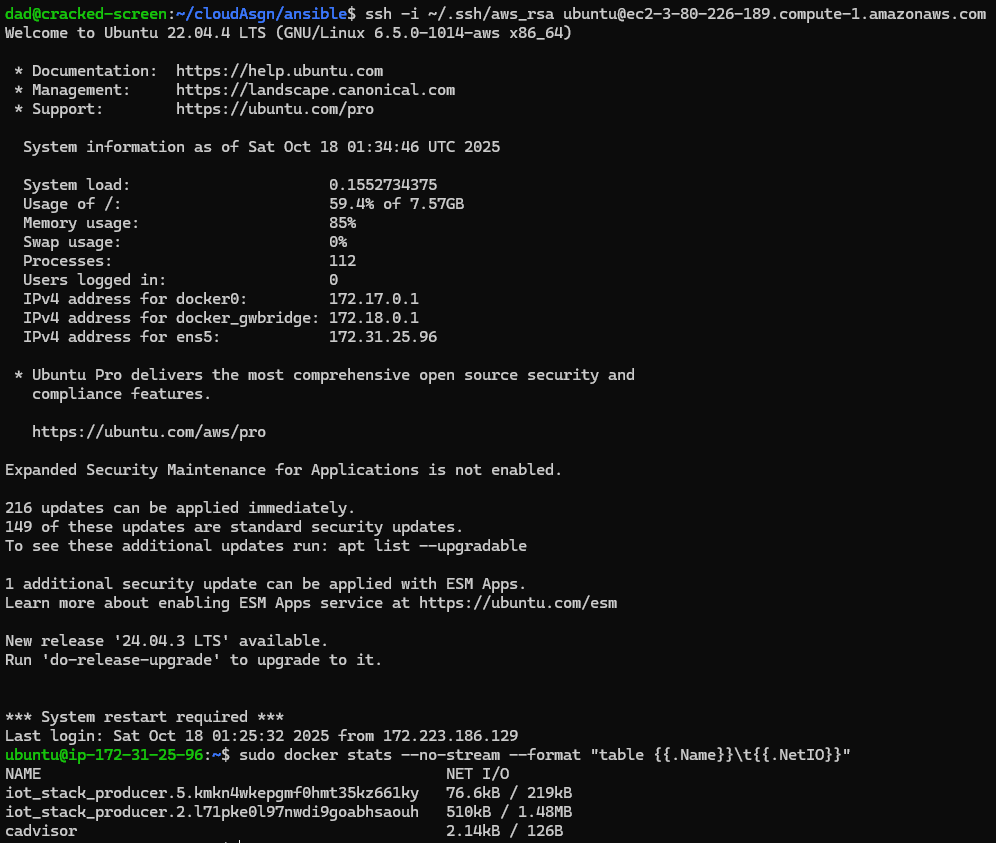 dad@cracked-screen:~/cloudAsgn/ansible$ ssh -i ~/.ssh/aws_rsa ubuntu@ec2-3-80-226-189.compute-1.amazonaws.com
Welcome to Ubuntu 22.04.4 LTS (GNU/Linux 6.5.0-1014-aws x86_64)
* Documentation:  https://help.ubuntu.com
* Management:     https://landscape.canonical.com
* Support:        https://ubuntu.com/pro
System information as of Sat Oct 18 01:34:46 UTC 2025
System load:                      0.1552734375
Usage of /:                       59.4% of 7.57GB
Memory usage:                     85%
Swap usage:                       0%
Processes:                        112
Users logged in:                  0
IPv4 address for docker0:         172.17.0.1
IPv4 address for docker_gwbridge: 172.18.0.1
IPv4 address for ens5:            172.31.25.96
* Ubuntu Pro delivers the most comprehensive open source security and
compliance features.
https://ubuntu.com/aws/pro
Expanded Security Maintenance for Applications is not enabled.
216 updates can be applied immediately.
149 of these updates are standard security updates.
To see these additional updates run: apt list --upgradable
1 additional security update can be applied with ESM Apps.
Learn more about enabling ESM Apps service at https://ubuntu.com/esm
New release '24.04.3 LTS' available.
Run 'do-release-upgrade' to upgrade to it.
*** System restart required ***
Last login: Sat Oct 18 01:25:32 2025 from 172.223.186.129
ubuntu@ip-172-31-25-96:~$ sudo docker stats --no-stream --format "table {{.Name}}\t{{.NetIO}}"
NAME                                             NET I/O
iot_stack_producer.5.kmkn4wkepgmf0hmt35kz661ky   76.6kB / 219kB
iot_stack_producer.2.l71pke0l97nwdi9goabhsaouh   510kB / 1.48MB
cadvisor                                         2.14kB / 126B